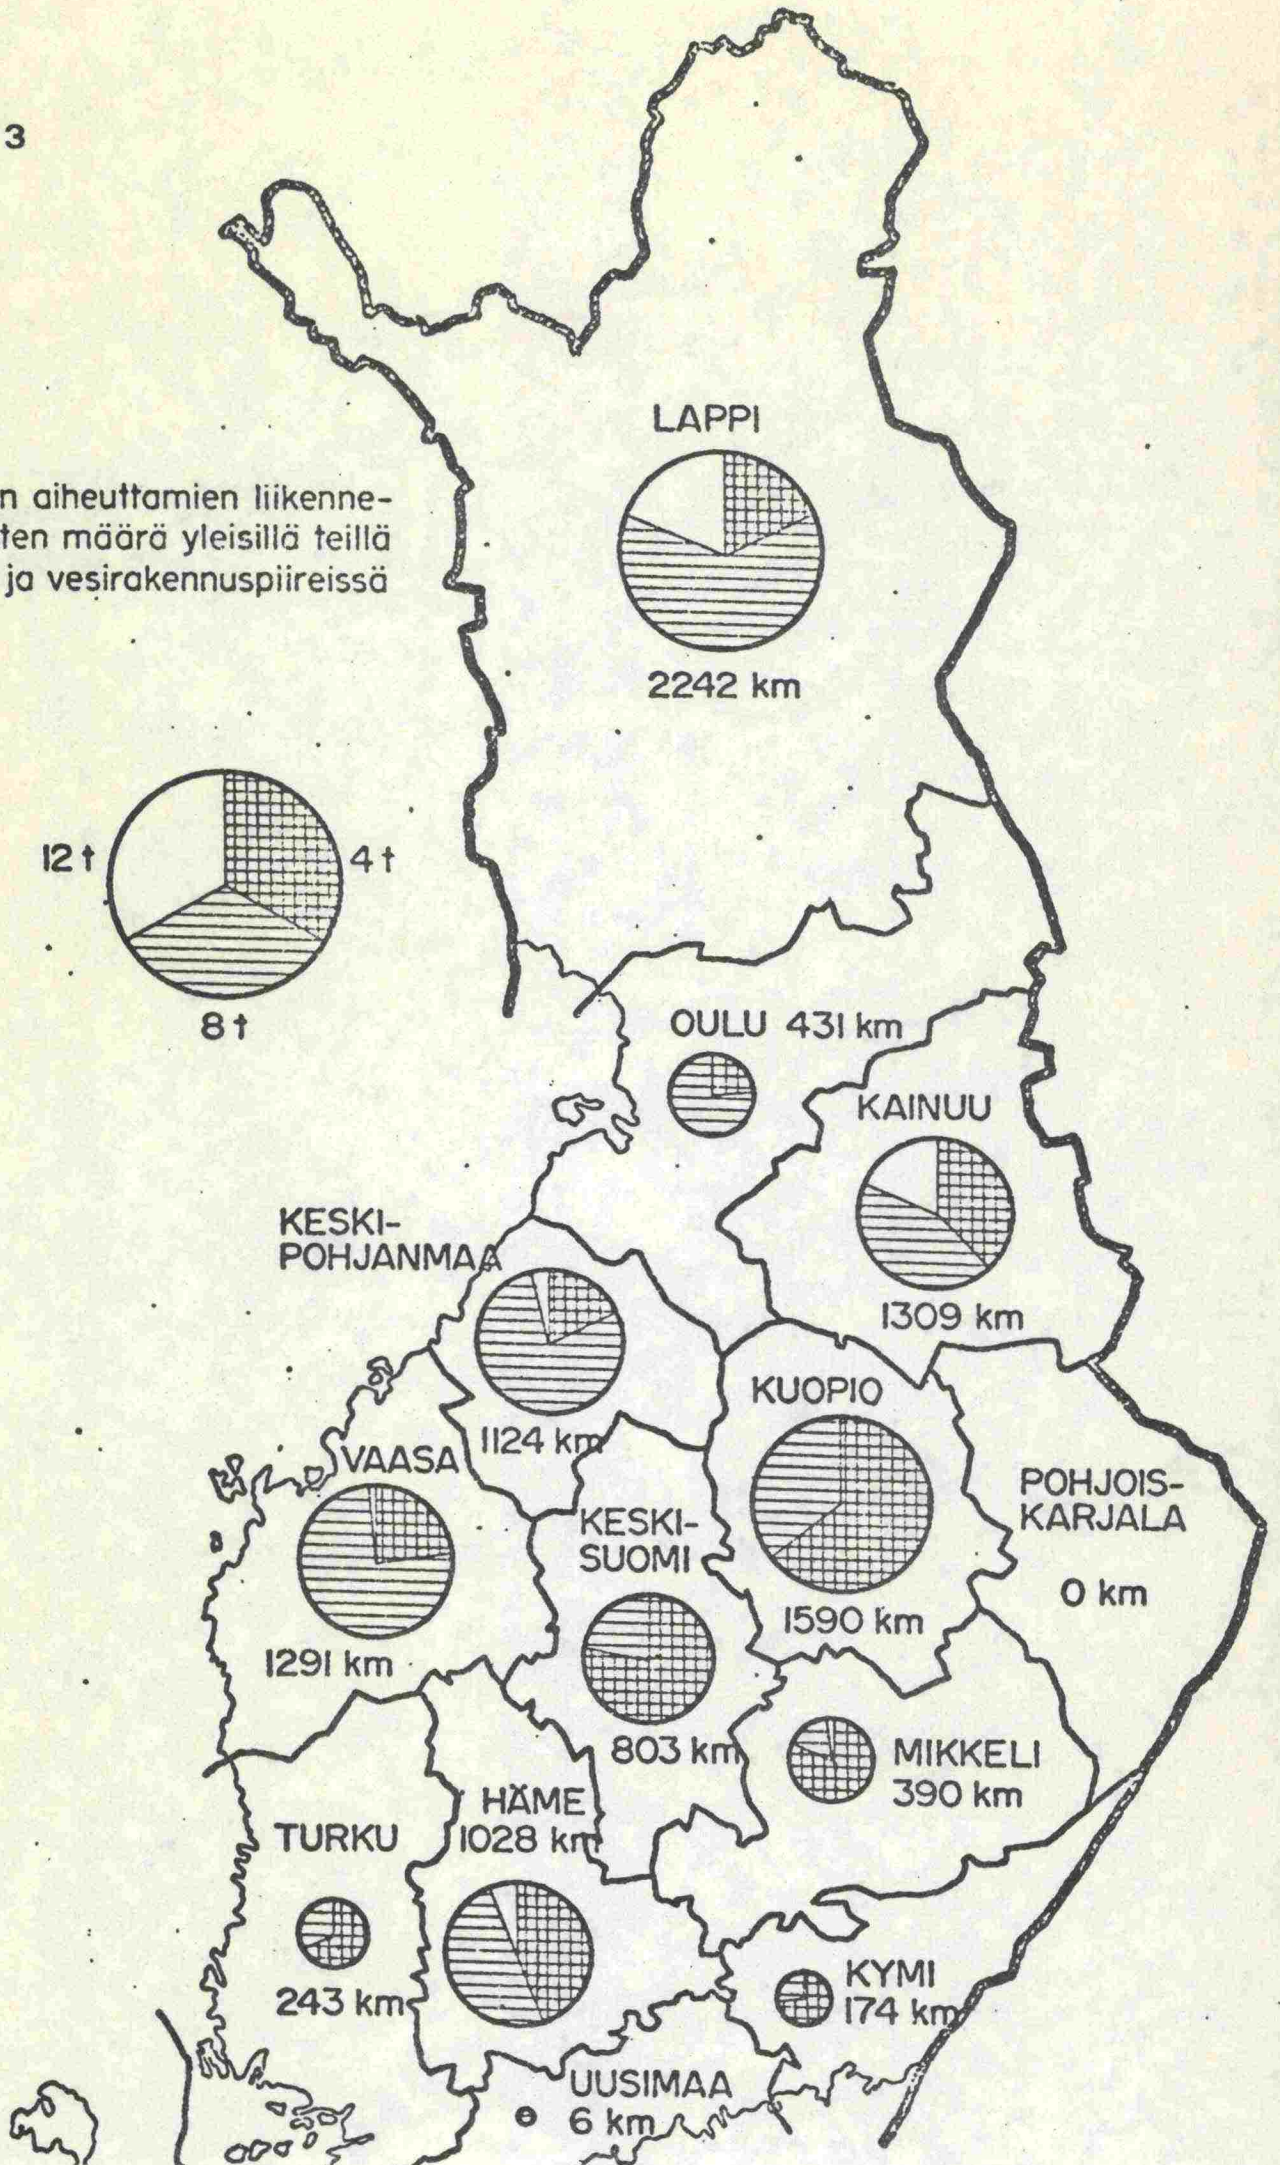 3
n aiheuttamien liikenne-
ten määrä yleisillä teillä
ja vesirakennuspiireissä
LAPPI
2242 km
12 t
4 t
8 t
OULU 431 km
KAINUU
1309 km
KESKI-
POHJANMAA
1124 km
KUOPIO
1590 km
VAASA
1291 km
KESKI-
SUOMI
803 km
POHJOIS-
KARJALA
0 km
MIKKELI
390 km
HÄME
1028 km
TURKU
243 km
KYMI
174 km
UUSIMAA
6 km